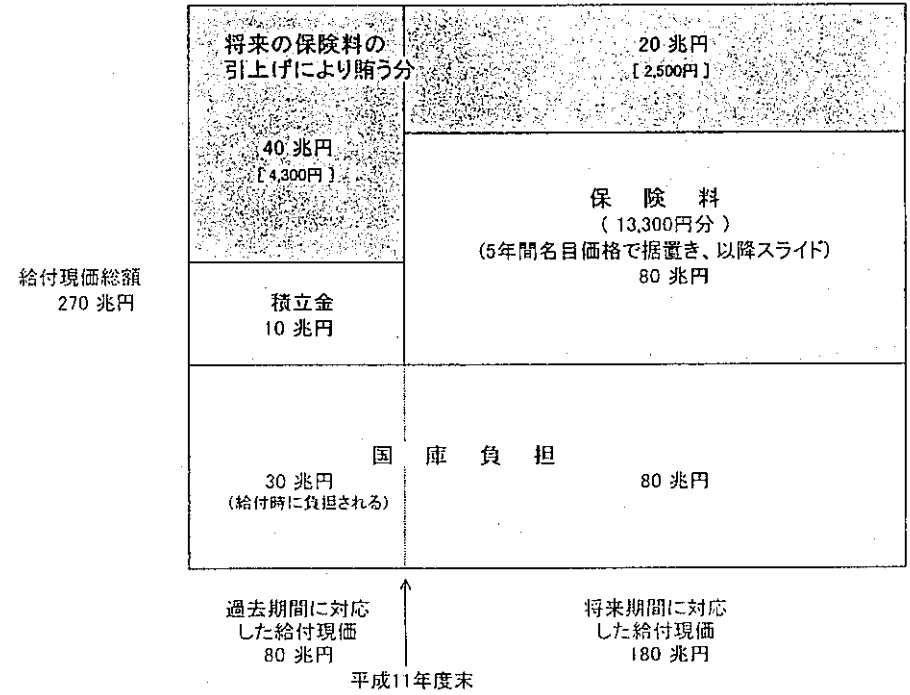 将来の保険料の
引上げにより賄う分
40 兆円
[ 4,300円 ]
20 兆円
[ 2,500円 ]
保 険 料
( 13,300円分 )
(5年間名目価格で据置き、以降スライド)
80 兆円
給付現価総額
270 兆円
積立金
10 兆円
国 庫 負 担
30 兆円
(給付時に負担される)
80 兆円
過去期間に対応
した給付現価
80 兆円
将来期間に対応
した給付現価
180 兆円
平成11年度末